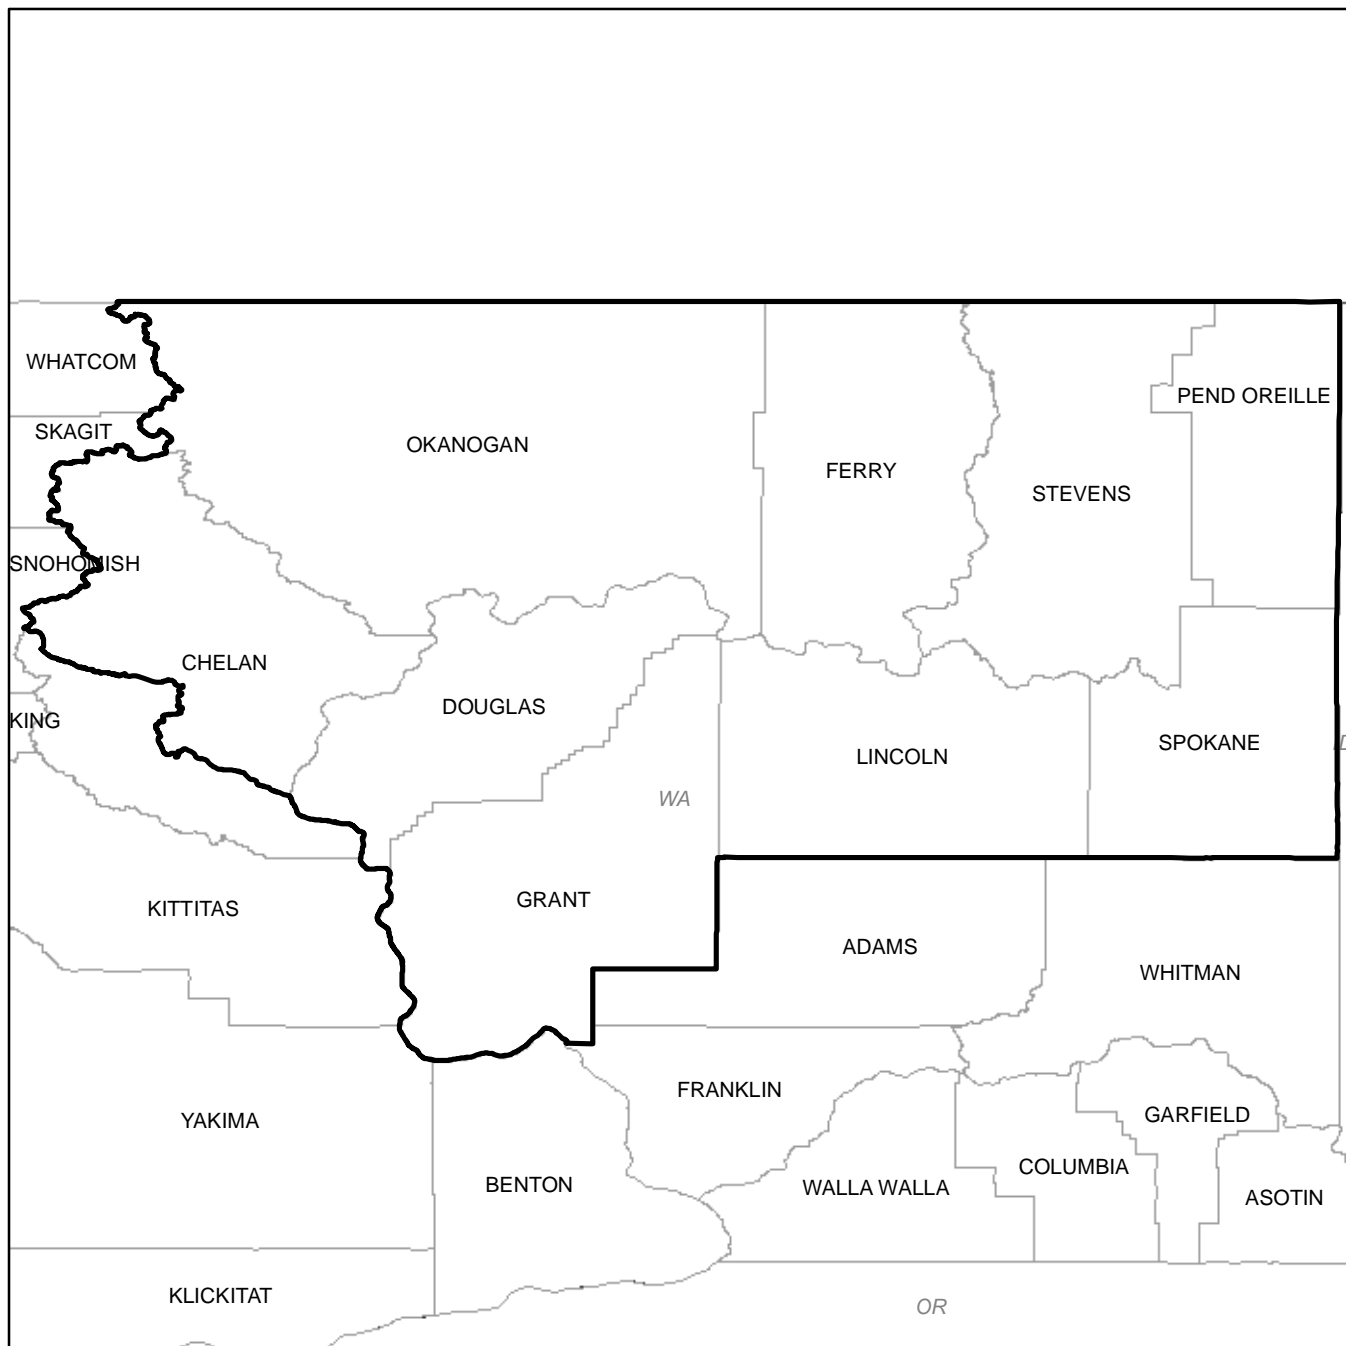 WHATCOM
PEND OREILLE
SKAGIT
OKANOGAN
FERRY
STEVENS
SNOHOMISH
CHELAN
DOUGLAS
KING
SPOKANE
LINCOLN
WA
GRANT
KITTITAS
ADAMS
WHITMAN
FRANKLIN
GARFIELD
YAKIMA
COLUMBIA
BENTON
WALLA WALLA
ASOTIN
KLICKITAT
OR